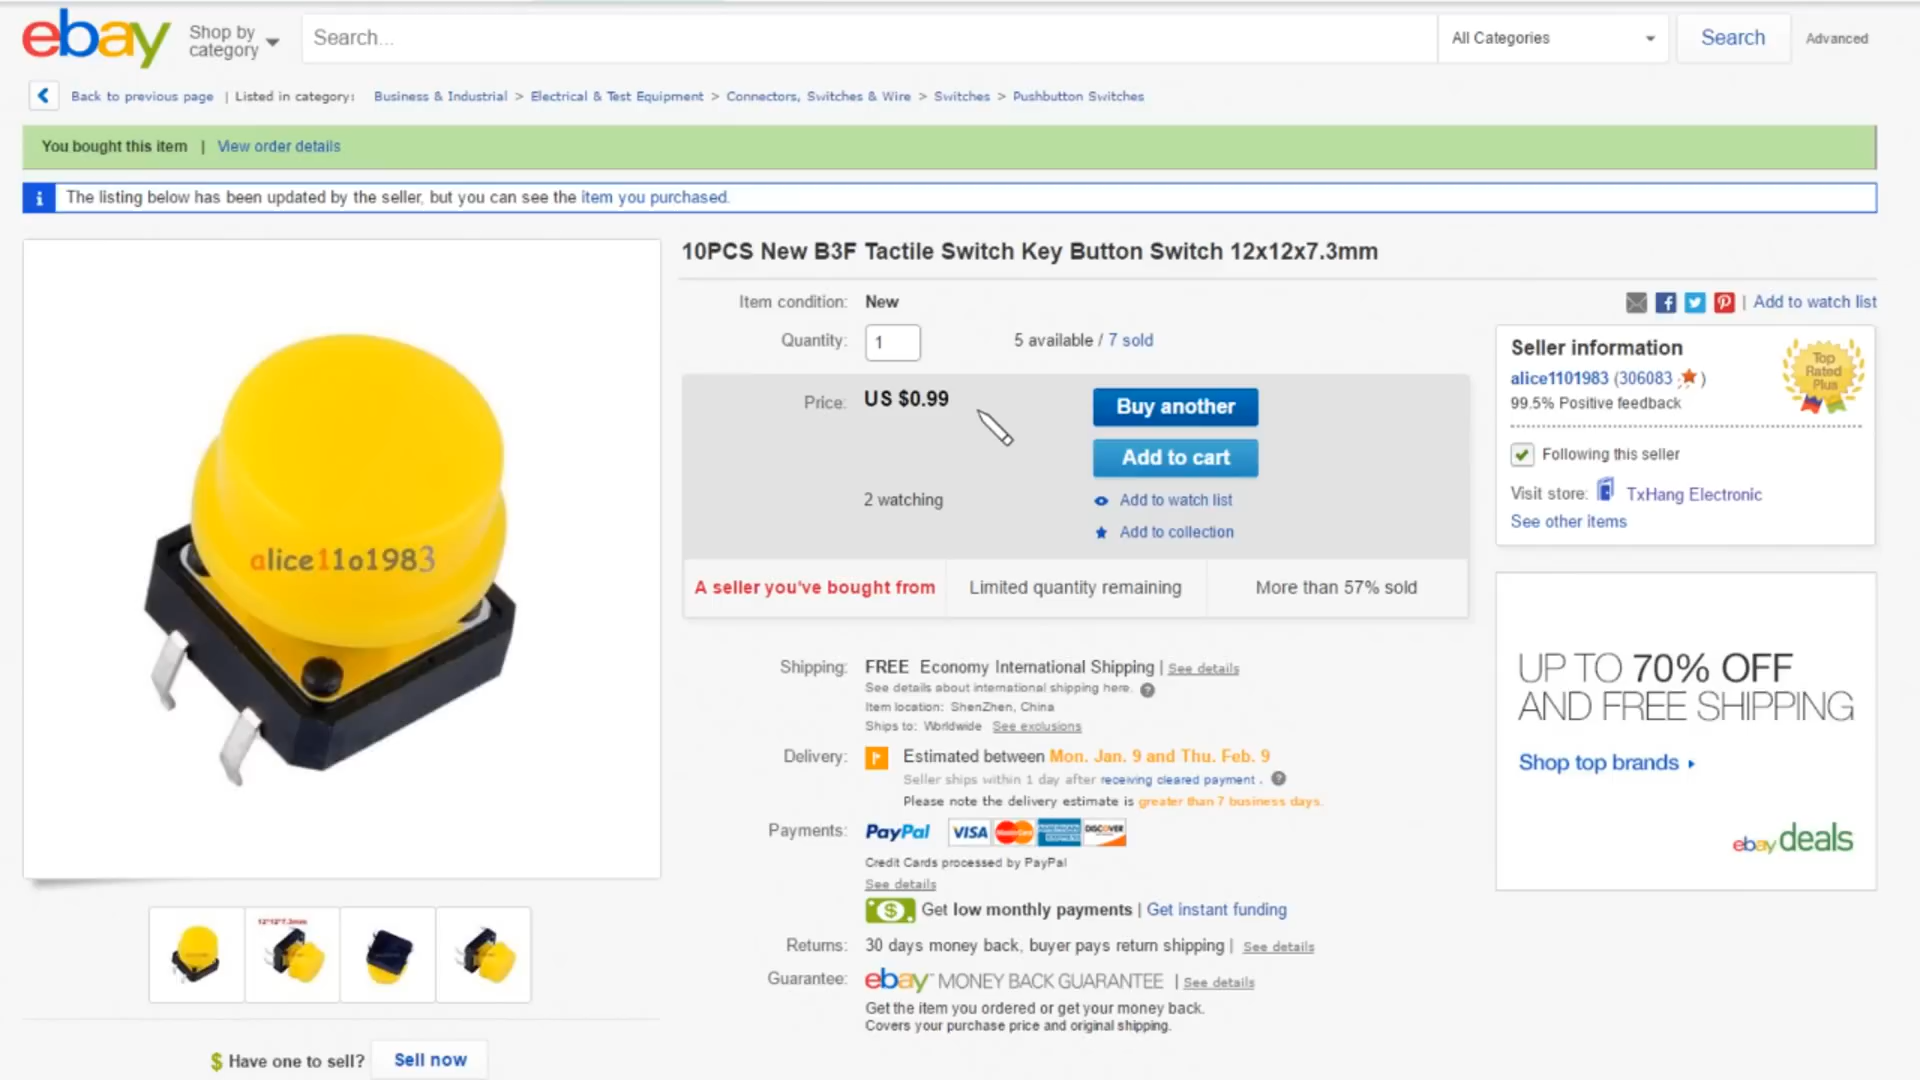 ebay
Shop by category
Search...
All Categories
Search
Advanced
Back to previous page | Listed in category: Business & Industrial > Electrical & Test Equipment > Connectors, Switches & Wire > Switches > Pushbutton Switches
You bought this item | View order details
The listing below has been updated by the seller, but you can see the item you purchased.
alice11o1983
12*12*7.3mm
$ Have one to sell? Sell now
10PCS New B3F Tactile Switch Key Button Switch 12x12x7.3mm
Item condition: New
Quantity: 1
5 available / 7 sold
Price: US $0.99
Buy another
Add to cart
2 watching
Add to watch list
Add to collection
A seller you've bought from
Limited quantity remaining
More than 57% sold
Shipping: FREE Economy International Shipping | See details
See details about international shipping here. ?
Item location: ShenZhen, China
Ships to: Worldwide See exclusions
Delivery: Estimated between Mon. Jan. 9 and Thu. Feb. 9
Seller ships within 1 day after receiving cleared payment . ?
Please note the delivery estimate is greater than 7 business days.
Payments: PayPal VISA MasterCard AMERICAN EXPRESS DISCOVER
Credit Cards processed by PayPal
See details
$ Get low monthly payments | Get instant funding
Returns: 30 days money back, buyer pays return shipping | See details
Guarantee: ebay™ MONEY BACK GUARANTEE | See details
Get the item you ordered or get your money back.
Covers your purchase price and original shipping.
| Add to watch list
Seller information
alice1101983 (306083 )
99.5% Positive feedback
Top Rated Plus
Following this seller
Visit store: TxHang Electronic
See other items
UP TO 70% OFF
AND FREE SHIPPING
Shop top brands
ebay deals